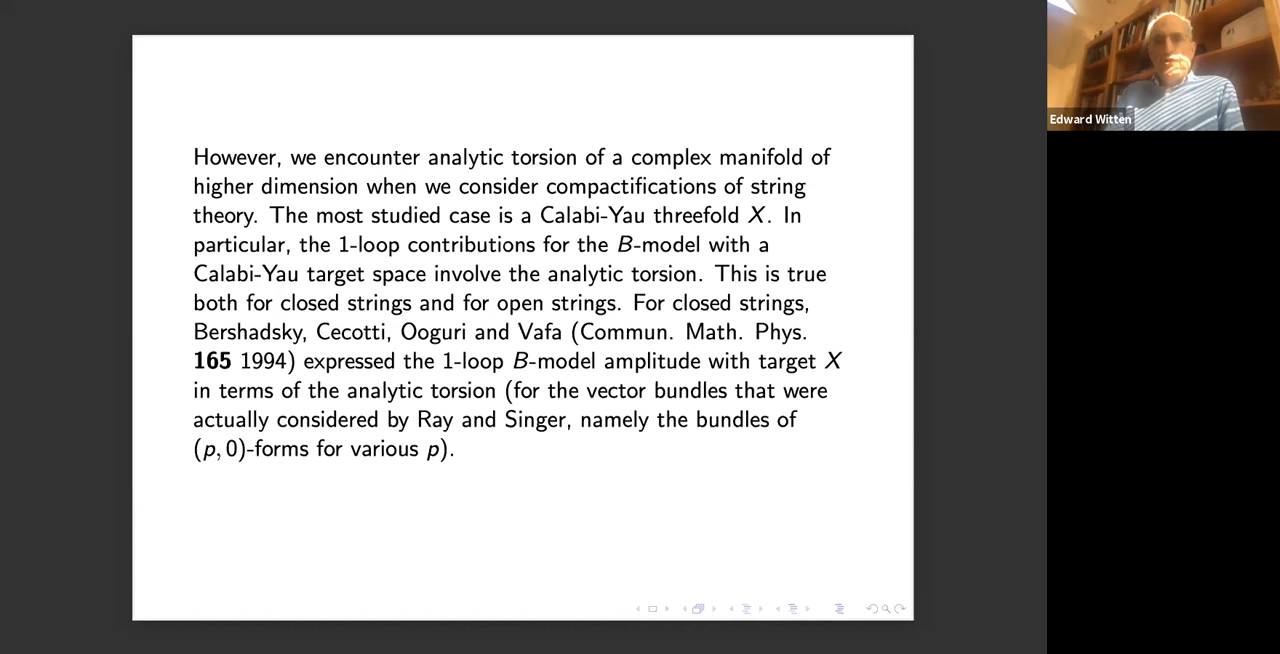 However, we encounter analytic torsion of a complex manifold of
higher dimension when we consider compactifications of string
theory. The most studied case is a Calabi-Yau threefold X. In
particular, the 1-loop contributions for the B-model with a
Calabi-Yau target space involve the analytic torsion. This is true
both for closed strings and for open strings. For closed strings,
Bershadsky, Cecotti, Ooguri and Vafa (Commun. Math. Phys.
165 1994) expressed the 1-loop B-model amplitude with target X
in terms of the analytic torsion (for the vector bundles that were
actually considered by Ray and Singer, namely the bundles of
(p, 0)-forms for various p).
Edward Witten